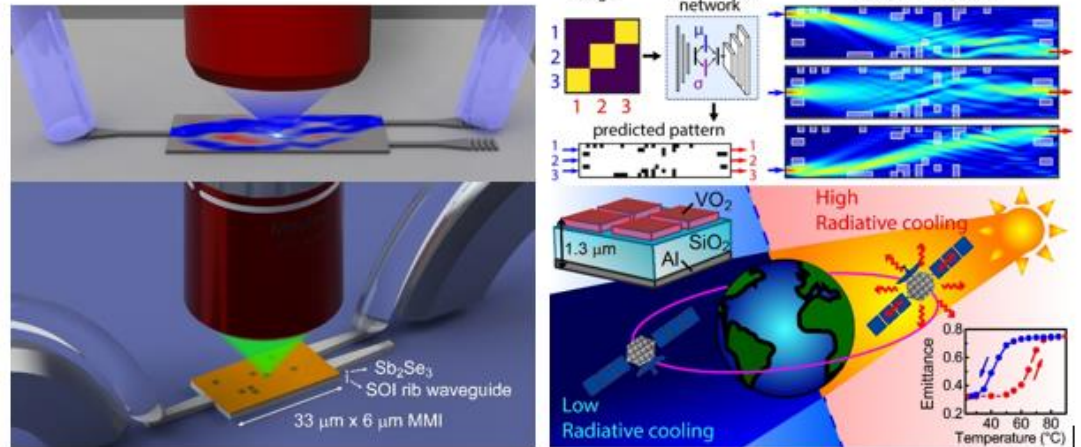 network
1
2
3
μ
σ
1 2 3
predicted pattern
1
2
3
1
2
3
Sb₂Se₃
SOI rib waveguide
33 μm x 6 μm MMI
VO₂
SiO₂
Al
1.3 μm
High
Radiative cooling
Low
Radiative cooling
Emittance
0.8
0.6
0.4
0.2
40 60 80
Temperature (°C)